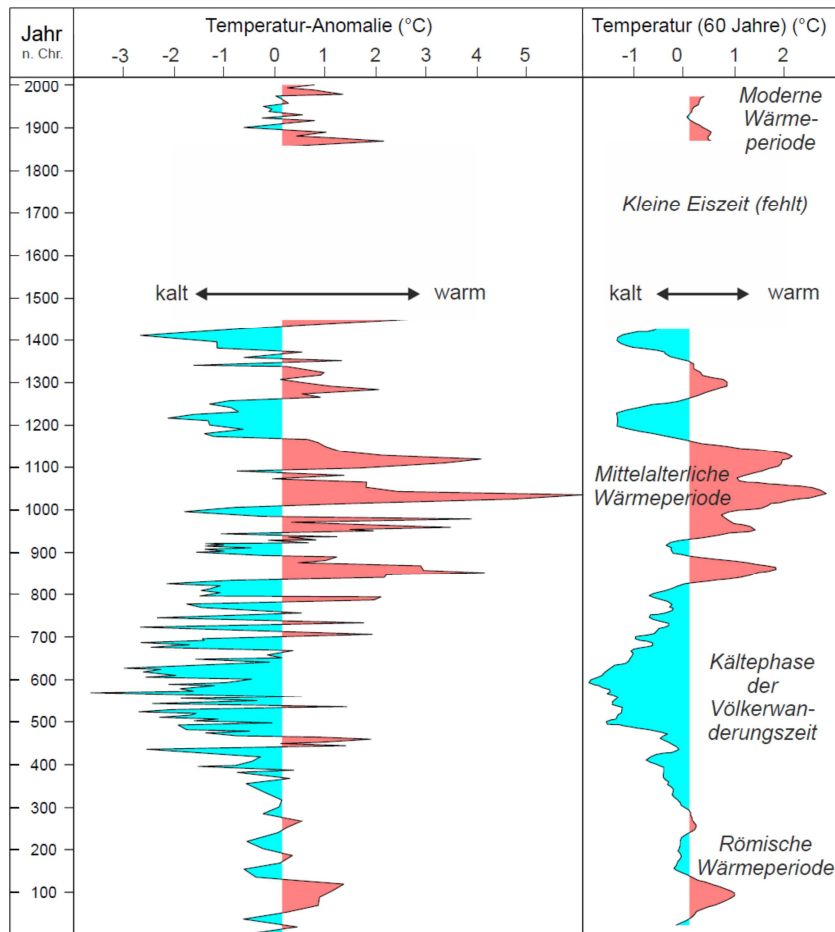 Jahr
n. Chr.
Temperatur-Anomalie (°C)
-3 -2 -1 0 1 2 3 4 5
Temperatur (60 Jahre) (°C)
-1 0 1 2
2000
1900
1800
1700
1600
1500
1400
1300
1200
1100
1000
900
800
700
600
500
400
300
200
100
kalt
warm
Moderne
Wärme-
periode
Kleine Eiszeit (fehlt)
kalt
warm
Mittelalterliche
Wärmeperiode
Kältephase
der
Völkerwan-
derungszeit
Römische
Wärmeperiode